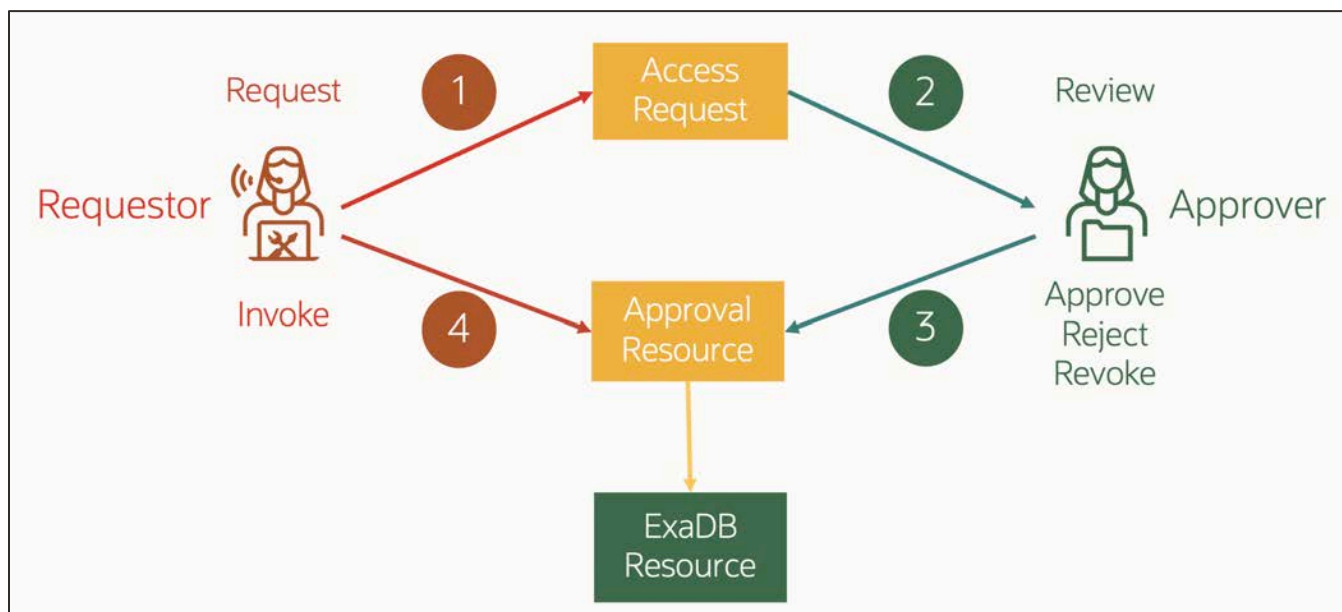 Request
1
Access
Request
2
Review
Requestor
Approver
Invoke
4
Approval
Resource
3
Approve
Reject
Revoke
ExaDB
Resource